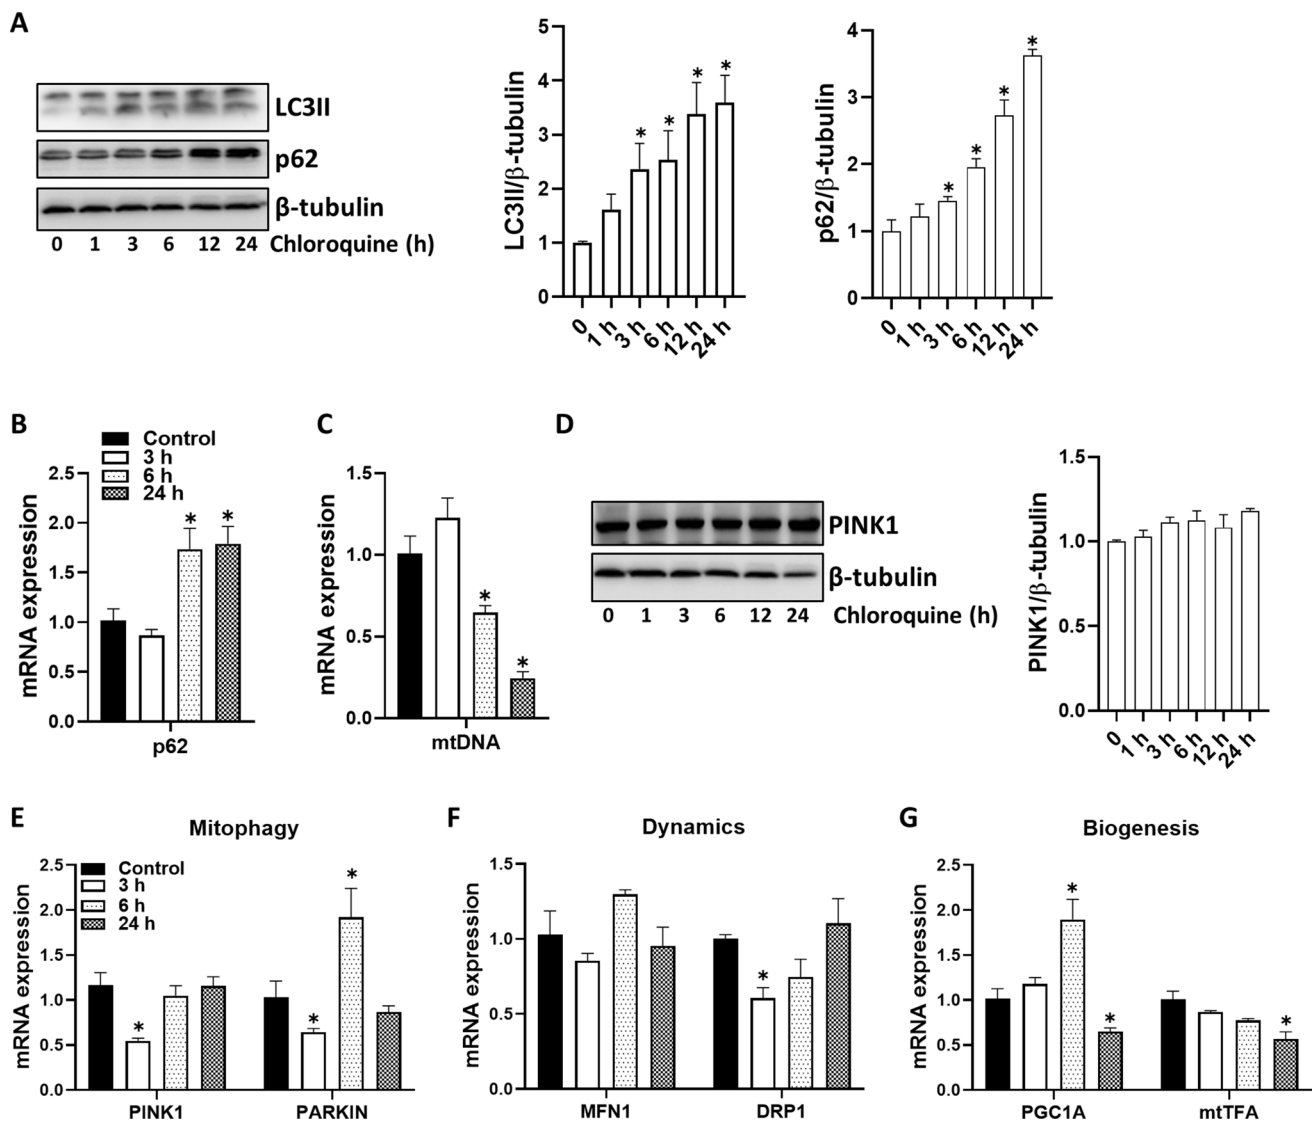 A
LC3II
p62
β-tubulin
0 1 3 6 12 24 Chloroquine (h)
LC3II/β-tubulin
5
4
3
2
1
0
* * * *
0 1 h 3 h 6 h 12 h 24 h
p62/β-tubulin
4
3
2
1
0
* * * *
0 1 h 3 h 6 h 12 h 24 h
B
Control
3 h
6 h
24 h
mRNA expression
2.5
2.0
1.5
1.0
0.5
0.0
* *
p62
C
mRNA expression
1.5
1.0
0.5
0.0
* *
mtDNA
D
PINK1
β-tubulin
0 1 3 6 12 24 Chloroquine (h)
PINK1/β-tubulin
1.5
1.0
0.5
0.0
0 1 h 3 h 6 h 12 h 24 h
E
Mitophagy
Control
3 h
6 h
24 h
mRNA expression
2.5
2.0
1.5
1.0
0.5
0.0
* * *
PINK1 PARKIN
F
Dynamics
mRNA expression
1.5
1.0
0.5
0.0
*
MFN1 DRP1
G
Biogenesis
mRNA expression
2.5
2.0
1.5
1.0
0.5
0.0
* * *
PGC1A mtTFA